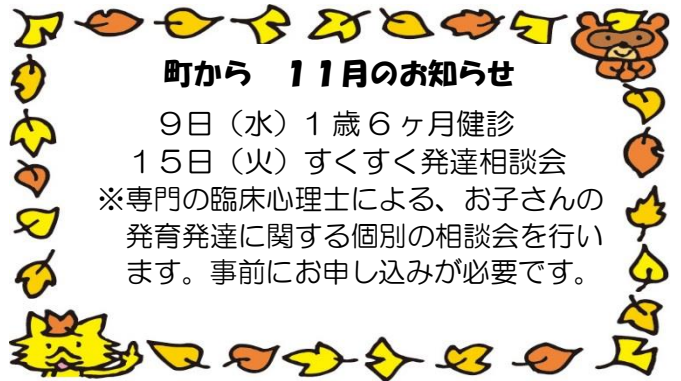 町から　１１月のお知らせ
９日（水）1歳6ヶ月健診
１５日（火）すくすく発達相談会
※専門の臨床心理士による、お子さんの
発育発達に関する個別の相談会を行い
ます。事前にお申し込みが必要です。